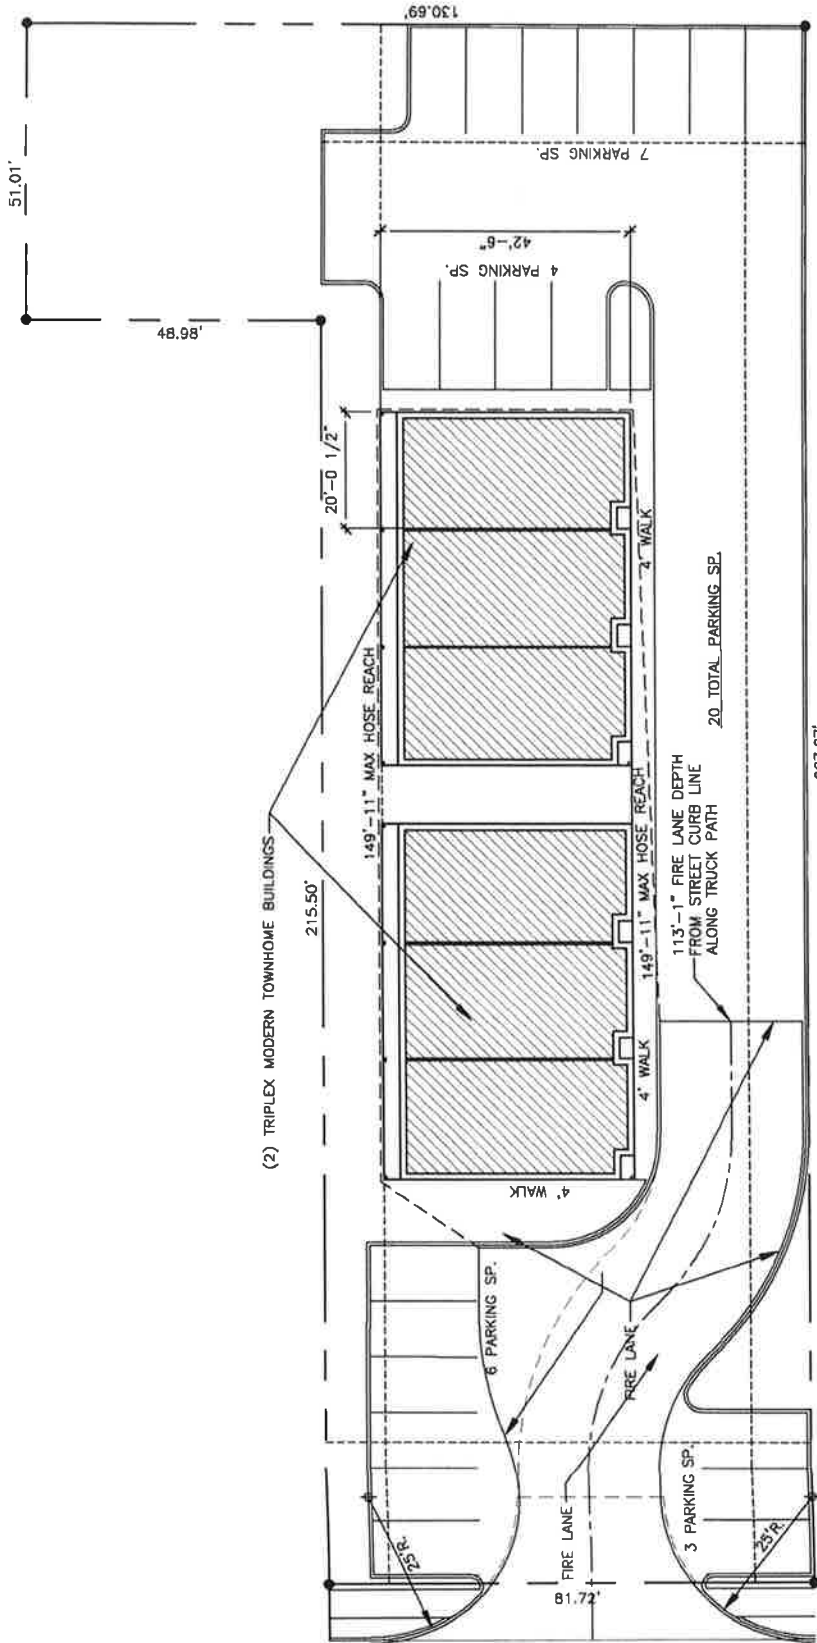 130.69'
51.01'
7 PARKING SP.
42'-6"
4 PARKING SP.
48.98'
20'-0 1/2"
4' WALK
(2) TRIPLEX MODERN TOWNHOME BUILDINGS
215.50'
149'-11" MAX HOSE REACH
149'-11" MAX HOSE REACH
20 TOTAL PARKING SP.
113'-1" FIRE LANE DEPTH
FROM STREET CURB LINE
ALONG TRUCK PATH
4' WALK
4' WALK
6 PARKING SP.
FIRE LANE
FIRE LANE
3 PARKING SP.
25'R.
25'R.
81.72'